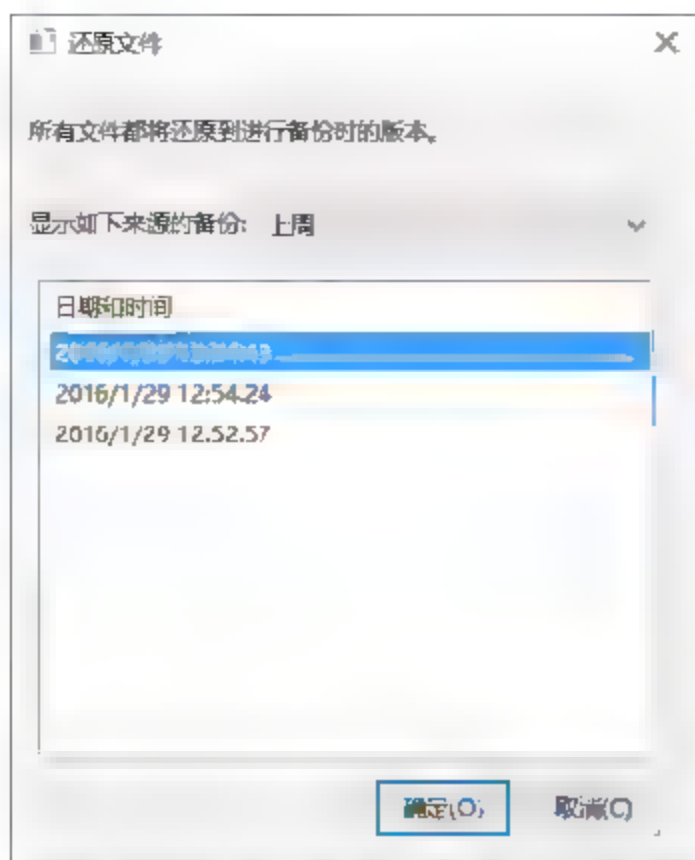 还原文件
所有文件都将还原到进行备份时的版本。
显示如下来源的备份: 上周
日期和时间
2016/1/29 12:54:24
2016/1/29 12:52:57
确定(O)
取消(C)